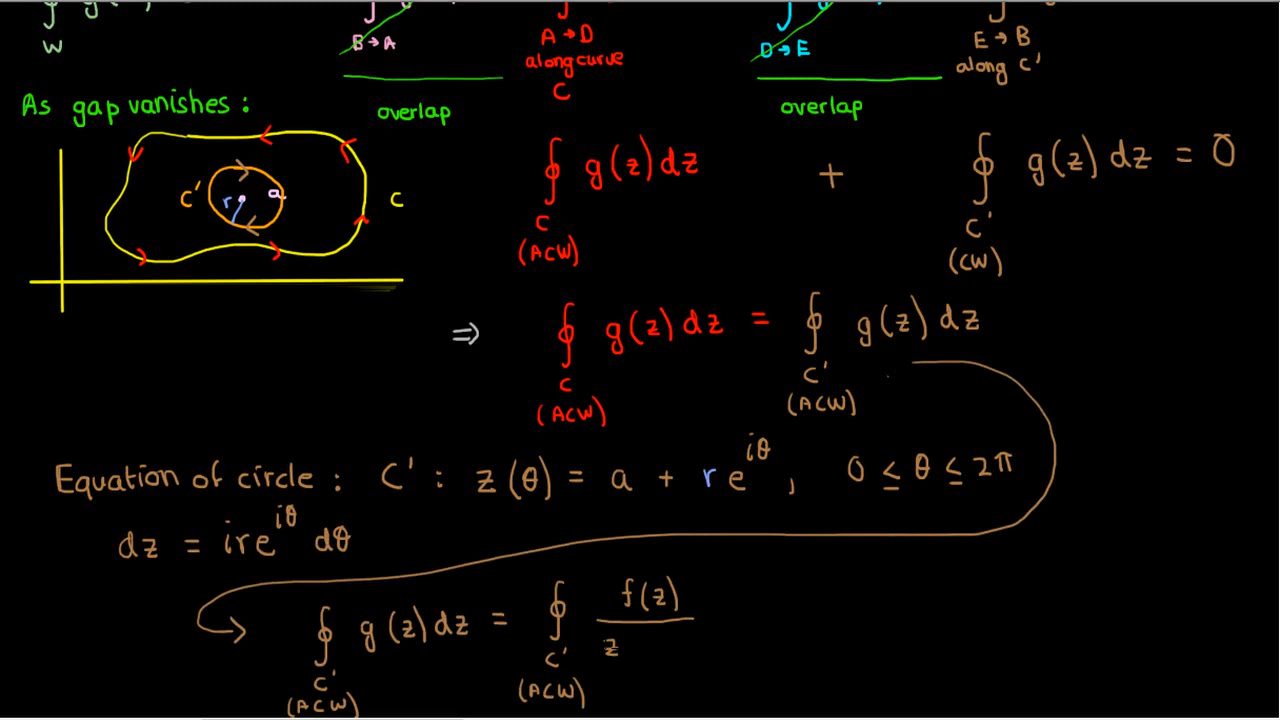 W B→A A→D D→E E→B
along curve along C'
C
As gap vanishes : overlap overlap
C' r a C
∮ g(z) dz + ∮ g(z) dz = 0
C C'
(ACW) (CW)
⇒ ∮ g(z) dz = ∮ g(z) dz
C C'
(ACW) (ACW)
Equation of circle : C' : z(θ) = a + re^{iθ} , 0 ≤ θ ≤ 2π
dz = ire^{iθ} dθ
∮ g(z) dz = ∮ f(z)
z
C' C'
(ACW) (ACW)